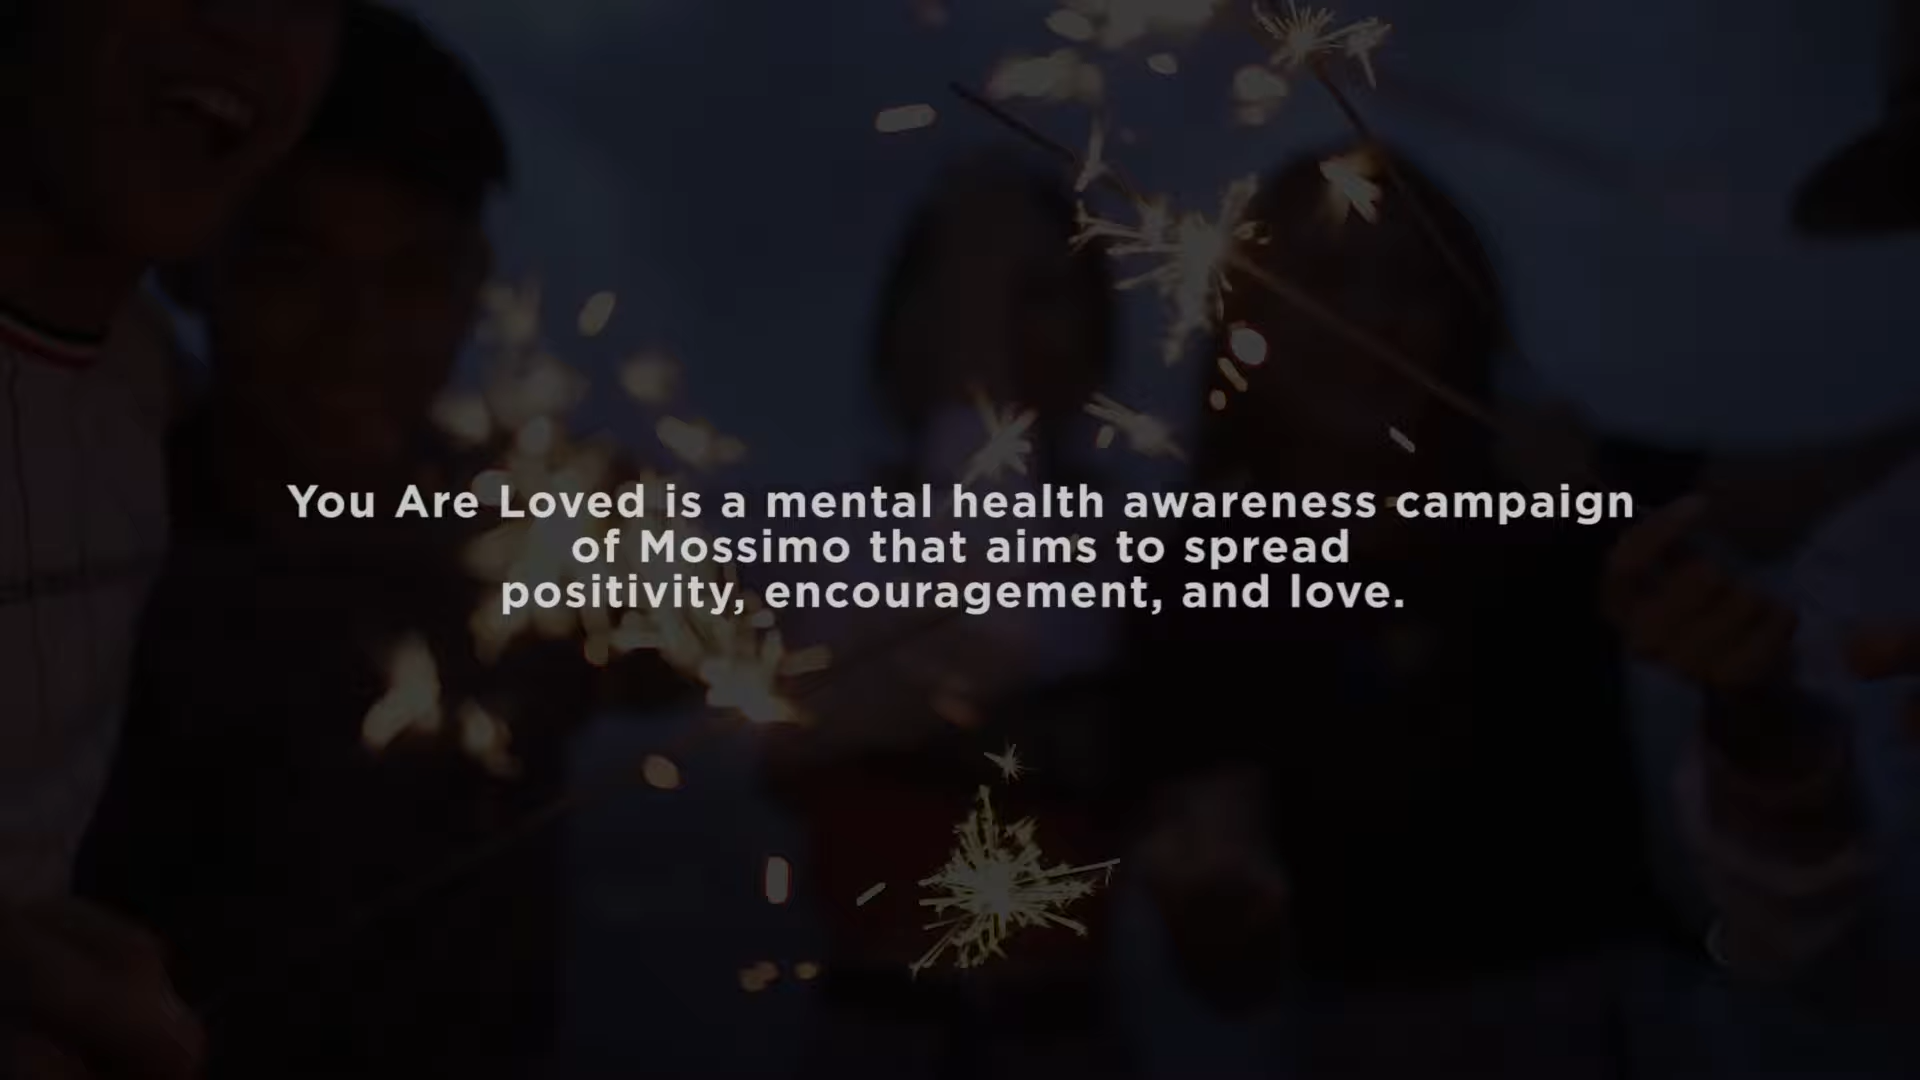 You Are Loved is a mental health awareness campaign
of Mossimo that aims to spread
positivity, encouragement, and love.